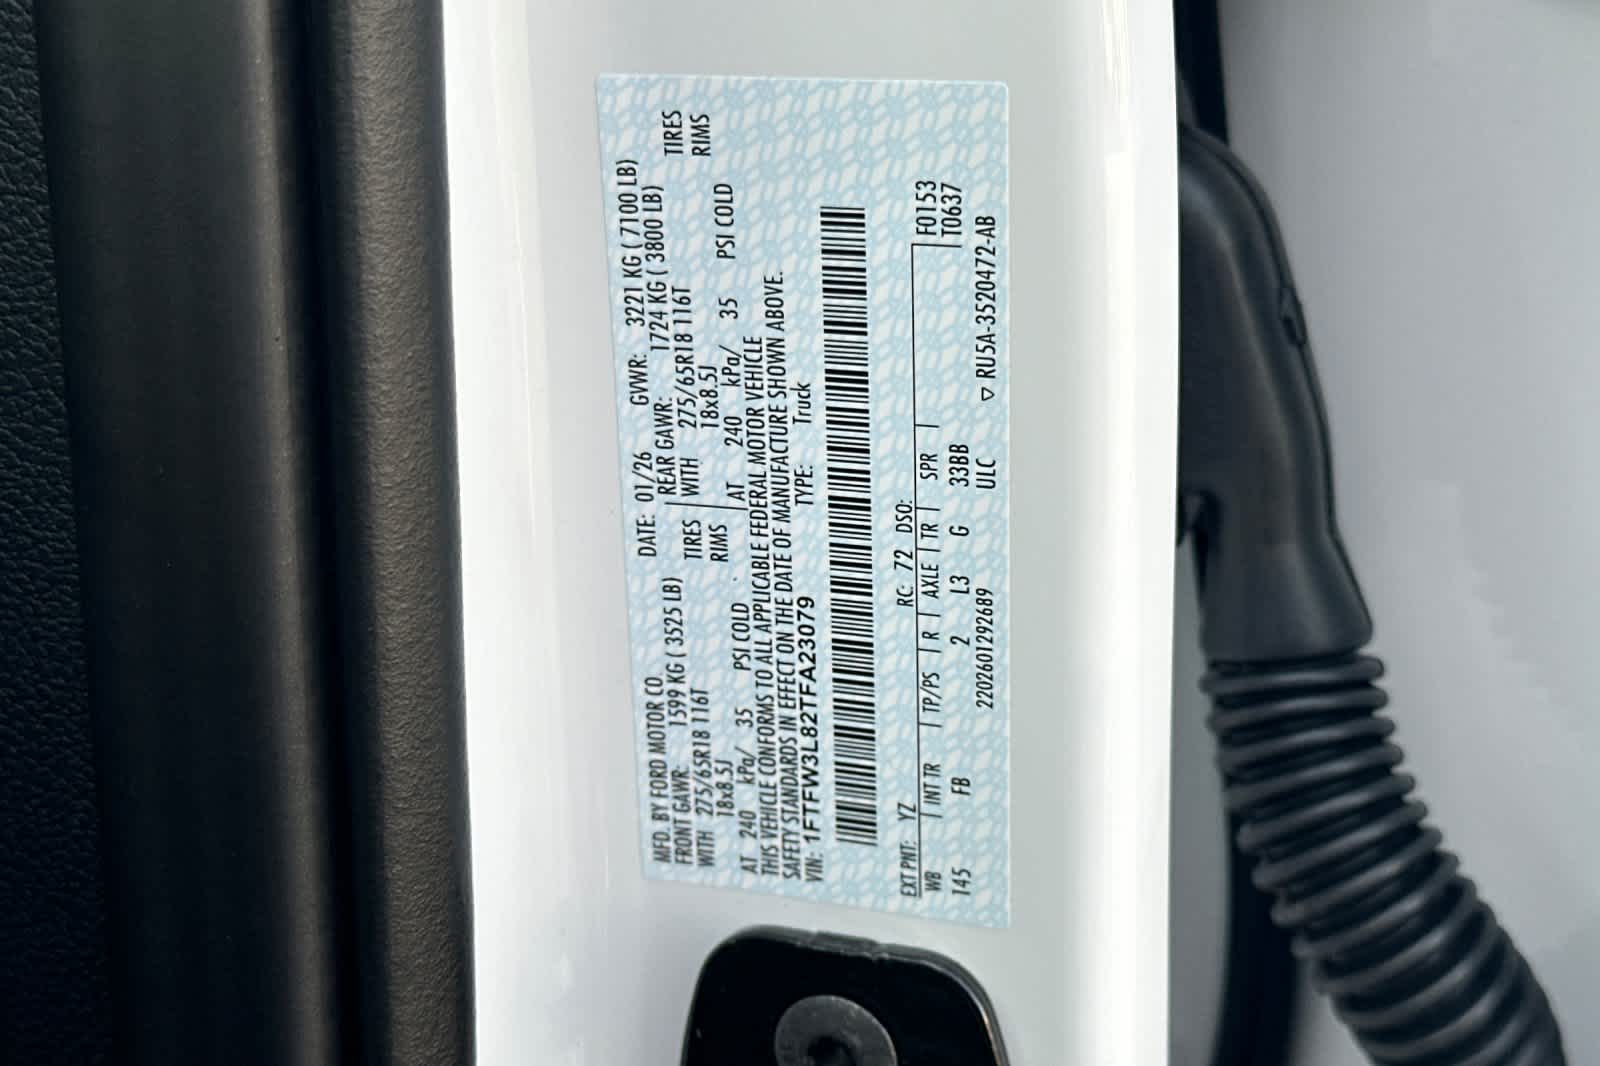 MFD. BY FORD MOTOR CO. DATE: 01/26 GVWR: 3221 KG ( 7100 LB)
FRONT GAWR: 1599 KG ( 3525 LB) REAR GAWR: 1724 KG ( 3800 LB)
WITH 275/65R18 116T TIRES WITH 275/65R18 116T TIRES
18x8.5J RIMS 18x8.5J RIMS
AT 240 kPa/ 35 PSI COLD AT 240 kPa/ 35 PSI COLD
THIS VEHICLE CONFORMS TO ALL APPLICABLE FEDERAL MOTOR VEHICLE
SAFETY STANDARDS IN EFFECT ON THE DATE OF MANUFACTURE SHOWN ABOVE.
VIN: 1FTFW3L82TFA23079 TYPE: Truck
EXT PNT: YZ RC: 72 DSO: F0153
WB INT TR TP/PS R AXLE TR SPR T0637
145 FB 2 L3 G 33BB
2202601292689 ULC ▽ RU5A-3520472-AB